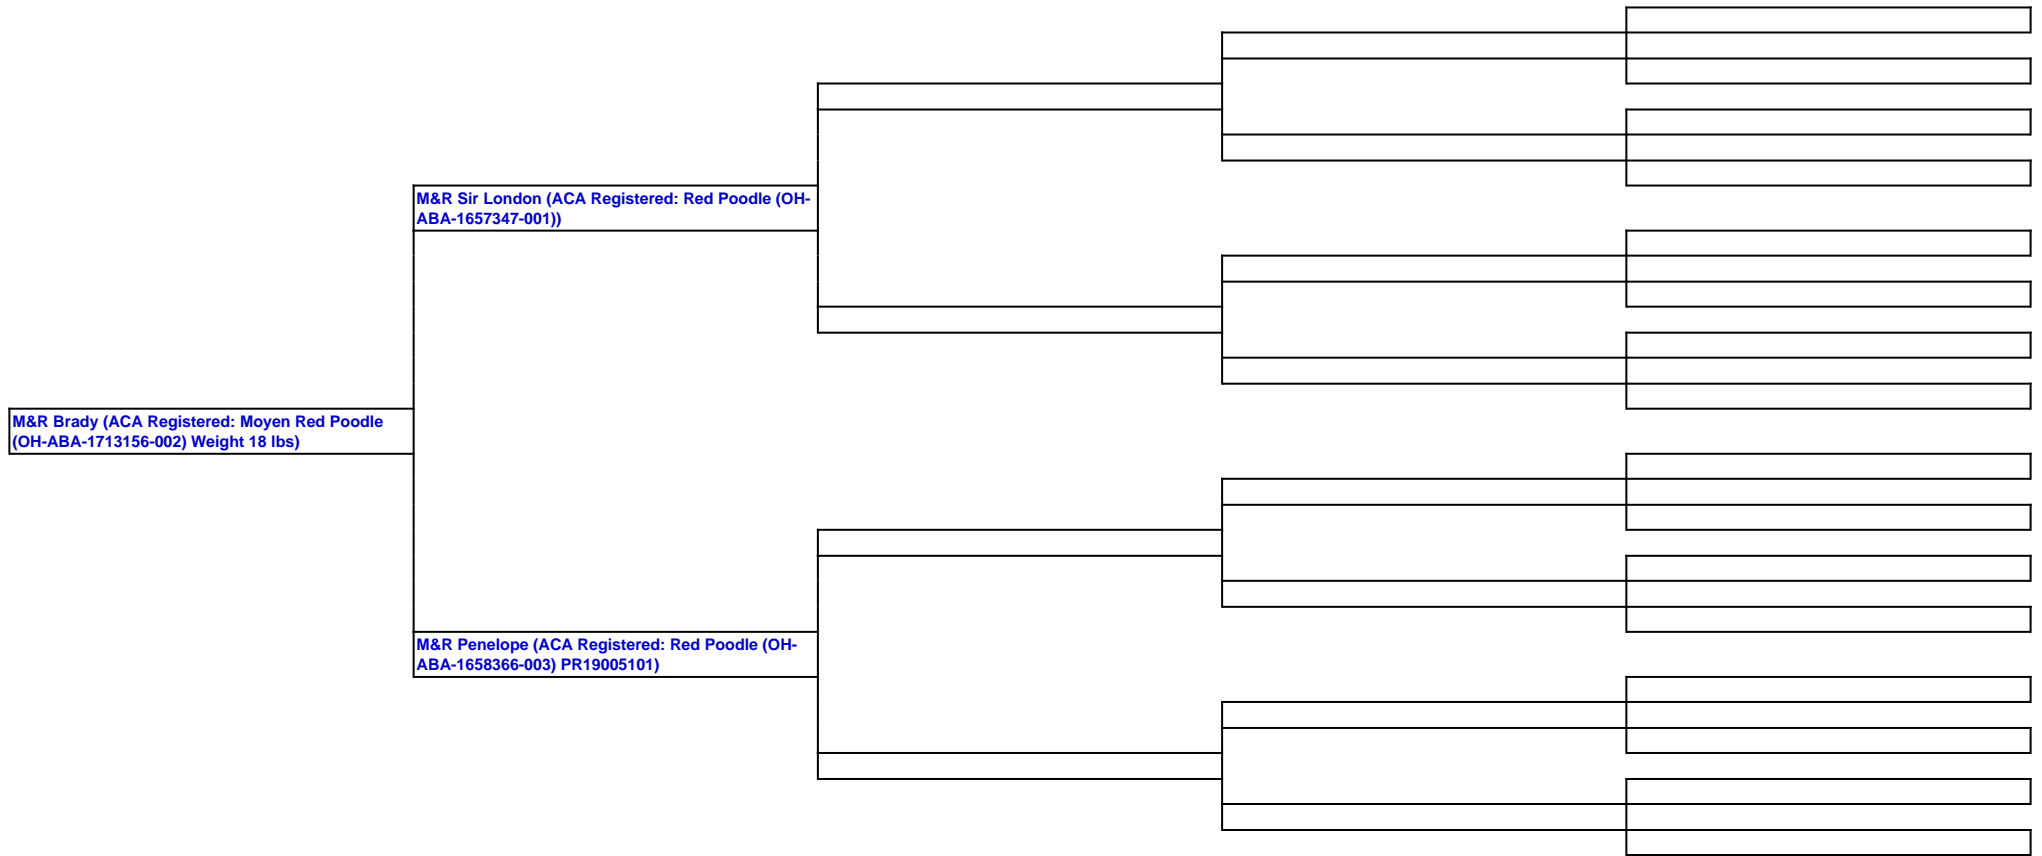 M&R Sir London (ACA Registered: Red Poodle (OH-
ABA-1657347-001))
M&R Brady (ACA Registered: Moyen Red Poodle
(OH-ABA-1713156-002) Weight 18 lbs)
M&R Penelope (ACA Registered: Red Poodle (OH-
ABA-1658366-003) PR19005101)